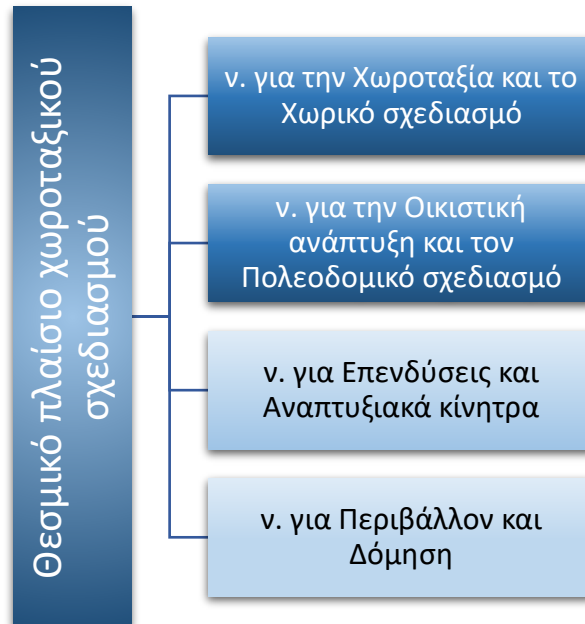 Θεσμικό πλαίσιο χωροταξικού
σχεδιασμού
ν. για την Χωροταξία και το
Χωρικό σχεδιασμό
ν. για την Οικιστική
ανάπτυξη και τον
Πολεοδομικό σχεδιασμό
ν. για Επενδύσεις και
Αναπτυξιακά κίνητρα
ν. για Περιβάλλον και
Δόμηση